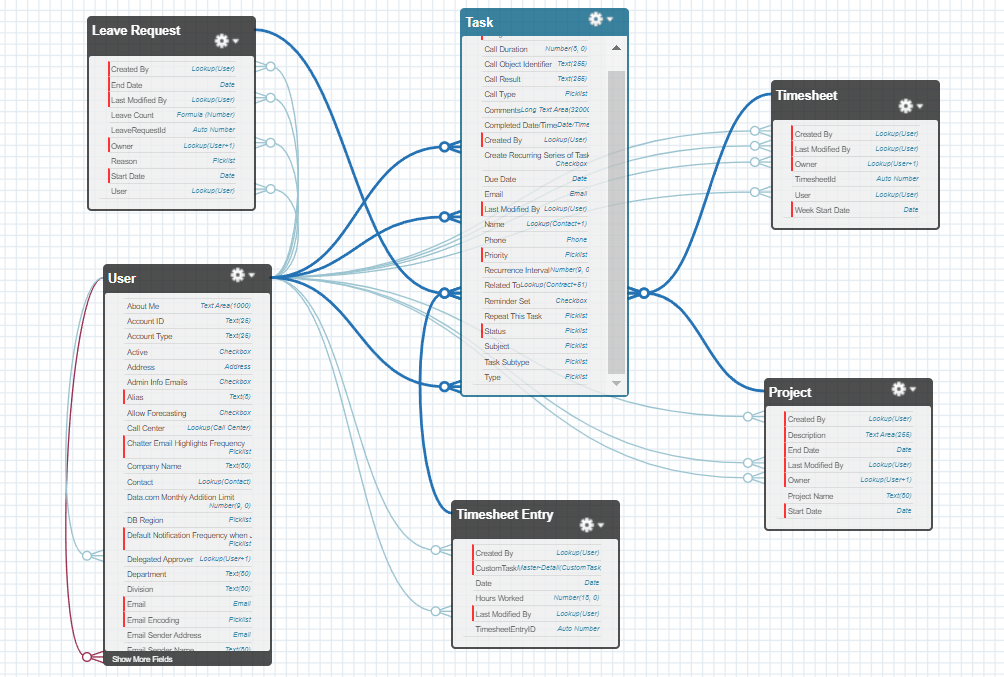 Leave Request
Created By Lookup(User)
End Date Date
Last Modified By Lookup(User)
Leave Count Formula (Number)
LeaveRequestId Auto Number
Owner Lookup(User+1)
Reason Picklist
Start Date Date
User Lookup(User)
Task
Call Duration Number(8, 0)
Call Object Identifier Text(255)
Call Result Text(255)
Call Type Picklist
Comments Long Text Area(32000
Completed Date/Time Date/Time
Created By Lookup(User)
Create Recurring Series of Task
Checkbox
Due Date Date
Email Email
Last Modified By Lookup(User)
Name Lookup(Contact+1)
Phone Phone
Priority Picklist
Recurrence Interval Number(9, 0
Related To Lookup(Contract+51)
Reminder Set Checkbox
Repeat This Task Picklist
Status Picklist
Subject Picklist
Task Subtype Picklist
Type Picklist
Timesheet
Created By Lookup(User)
Last Modified By Lookup(User)
Owner Lookup(User+1)
TimesheetId Auto Number
User Lookup(User)
Week Start Date Date
User
About Me Text Area(1000)
Account ID Text(25)
Account Type Text(25)
Active Checkbox
Address Address
Admin Info Emails Checkbox
Alias Text(8)
Allow Forecasting Checkbox
Call Center Lookup(Call Center)
Chatter Email Highlights Frequency
Picklist
Company Name Text(80)
Contact Lookup(Contact)
Data.com Monthly Addition Limit
Number(9, 0)
DB Region Picklist
Default Notification Frequency when .
Picklist
Delegated Approver Lookup(User+1)
Department Text(80)
Division Text(80)
Email Email
Email Encoding Picklist
Email Sender Address Email
Email Sender Name Text(80)
Show More Fields
Project
Created By Lookup(User)
Description Text Area(255)
End Date Date
Last Modified By Lookup(User)
Owner Lookup(User+1)
Project Name Text(80)
Start Date Date
Timesheet Entry
Created By Lookup(User)
CustomTask Master-Detail(CustomTask
Date Date
Hours Worked Number(18, 0)
Last Modified By Lookup(User)
TimesheetEntryID Auto Number